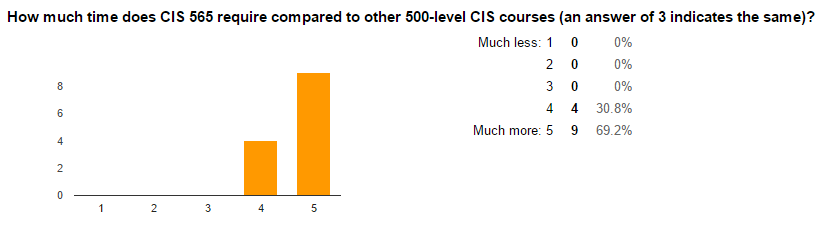 How much time does CIS 565 require compared to other 500-level CIS courses (an answer of 3 indicates the same)?
Much less: 1 0 0%
2 0 0%
3 0 0%
4 4 30.8%
Much more: 5 9 69.2%
8
6
4
2
0
1 2 3 4 5